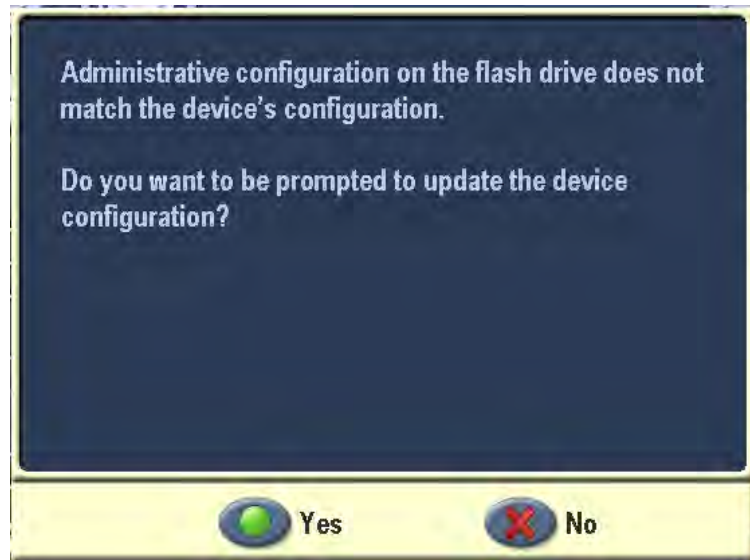 Administrative configuration on the flash drive does not
match the device's configuration.
Do you want to be prompted to update the device
configuration?
Yes
No